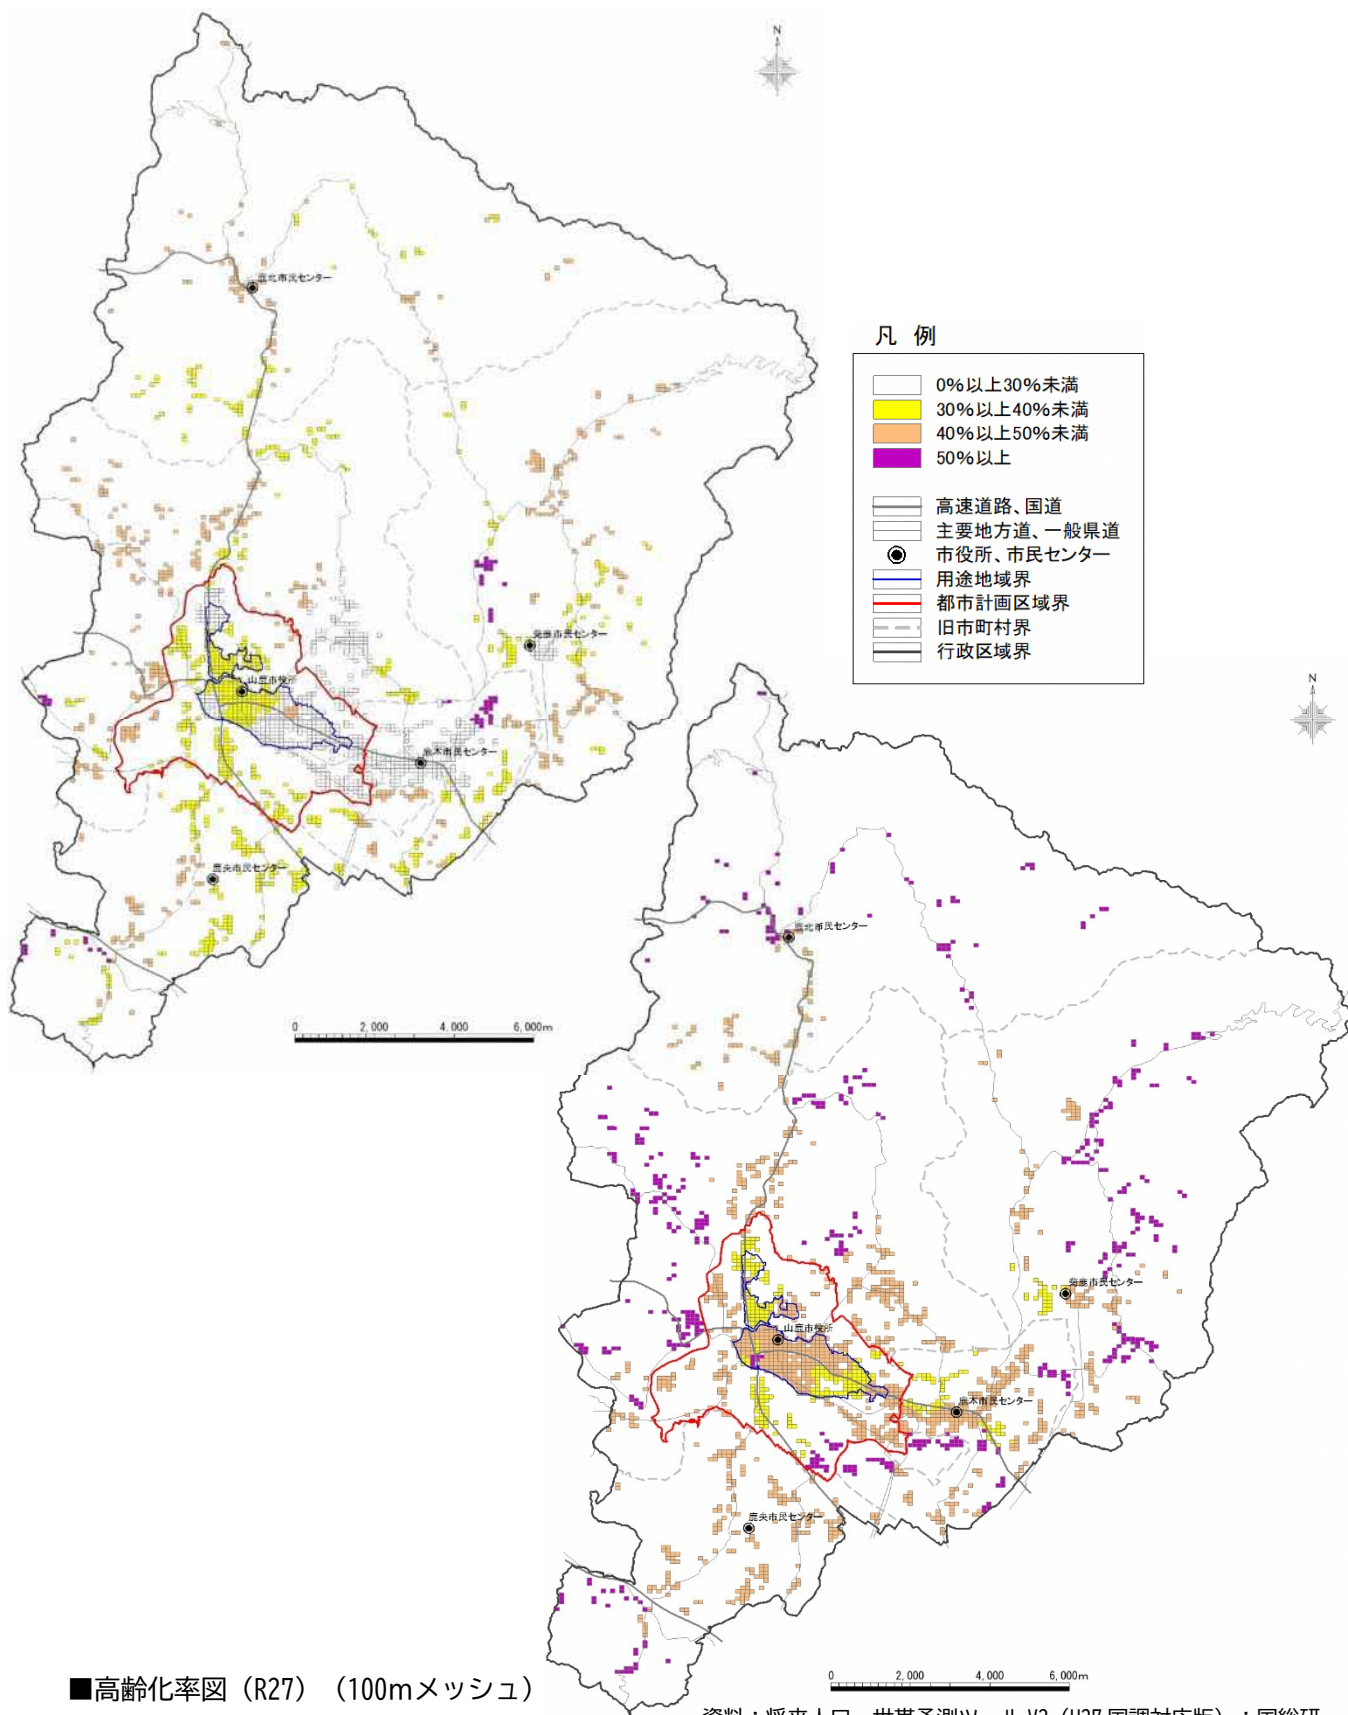 N
鹿北市民センター
菊鹿市民センター
山鹿市役所
鹿本市民センター
鹿央市民センター
0 2,000 4,000 6,000m
凡 例
0%以上30%未満
30%以上40%未満
40%以上50%未満
50%以上
高速道路、国道
主要地方道、一般県道
市役所、市民センター
用途地域界
都市計画区域界
旧市町村界
行政区域界
N
鹿北市民センター
菊鹿市民センター
山鹿市役所
鹿本市民センター
鹿央市民センター
0 2,000 4,000 6,000m
■高齢化率図（R27）（100mメッシュ）